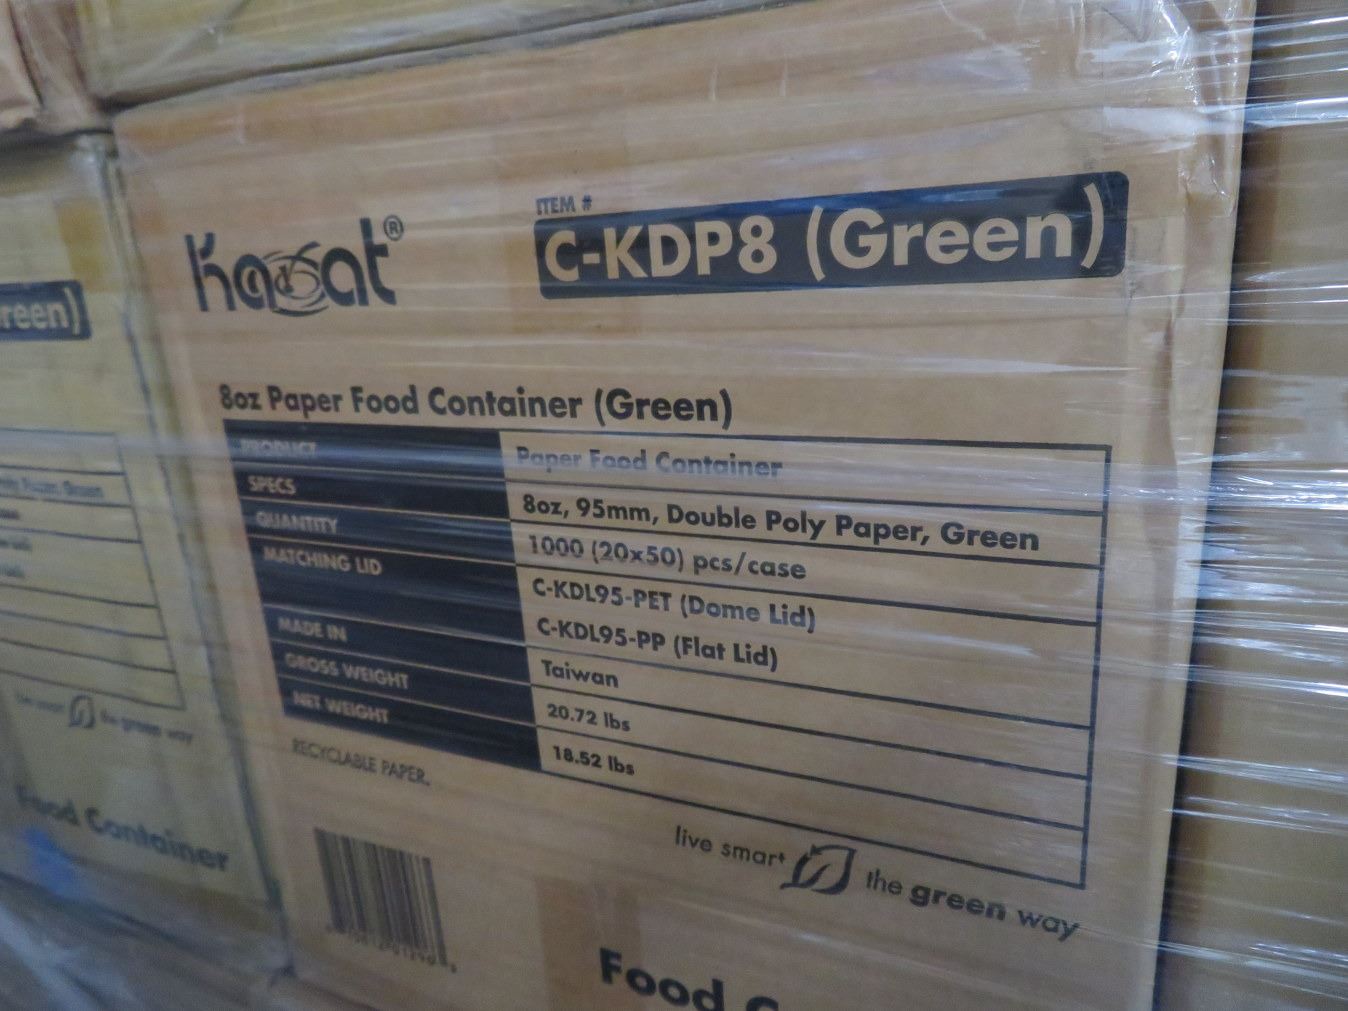 Karat®
ITEM #
C-KDP8 (Green)
reen)
8oz Paper Food Container (Green)
PRODUCT Paper Food Container
SPECS 8oz, 95mm, Double Poly Paper, Green
QUANTITY 1000 (20x50) pcs/case
MATCHING LID C-KDL95-PET (Dome Lid)
C-KDL95-PP (Flat Lid)
MADE IN Taiwan
GROSS WEIGHT 20.72 lbs
NET WEIGHT 18.52 lbs
RECYCLABLE PAPER.
live smart the green way
Food C
live smart the green way
Food Container